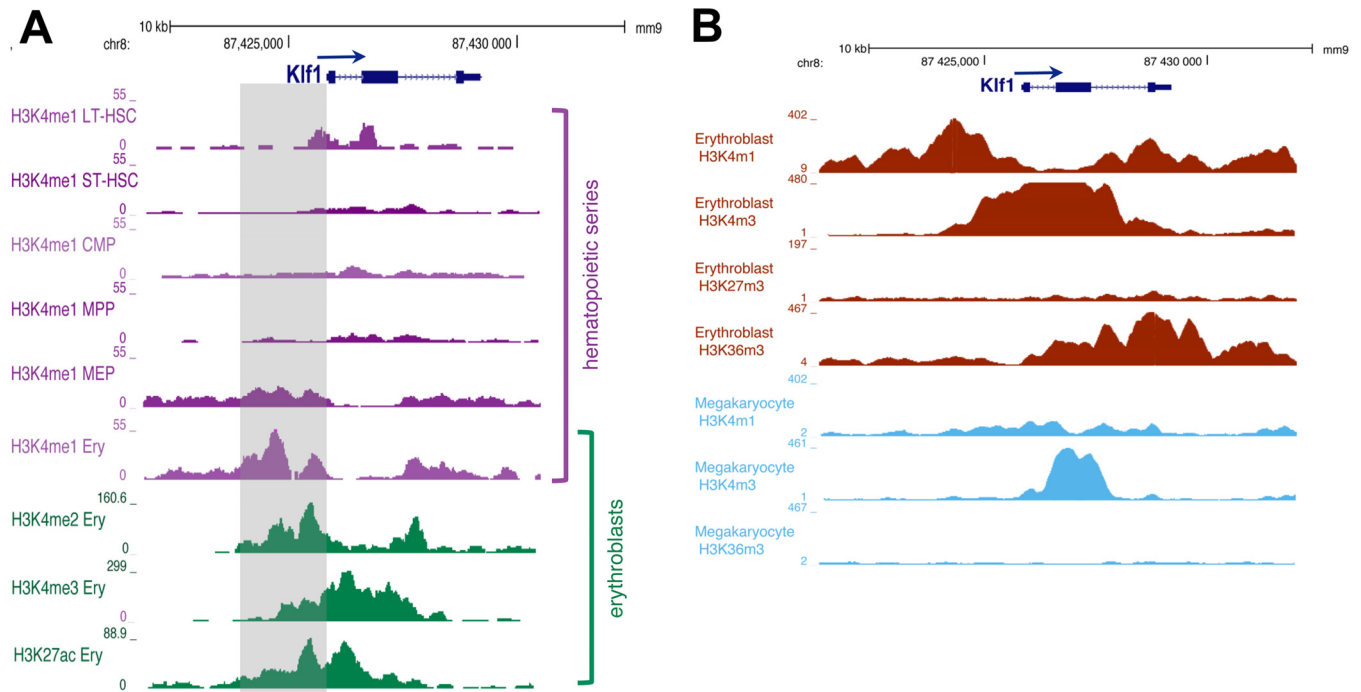 A
10 kb
mm9
,
chr8:
87,425,000
87,430,000
Klf1
55
H3K4me1 LT-HSC
0
55
H3K4me1 ST-HSC
0
55
H3K4me1 CMP
0
55
H3K4me1 MPP
0
55
H3K4me1 MEP
0
55
H3K4me1 Ery
0
160.6
H3K4me2 Ery
0
299
H3K4me3 Ery
0
88.9
H3K27ac Ery
0
hematopoietic series
erythroblasts
B
10 kb
mm9
chr8:
87 425,000
87 430 000
Klf1
402
Erythroblast
H3K4m1
9
480
Erythroblast
H3K4m3
1
197
Erythroblast
H3K27m3
1
467
Erythroblast
H3K36m3
4
402
Megakaryocyte
H3K4m1
2
461
Megakaryocyte
H3K4m3
1
467
Megakaryocyte
H3K36m3
2